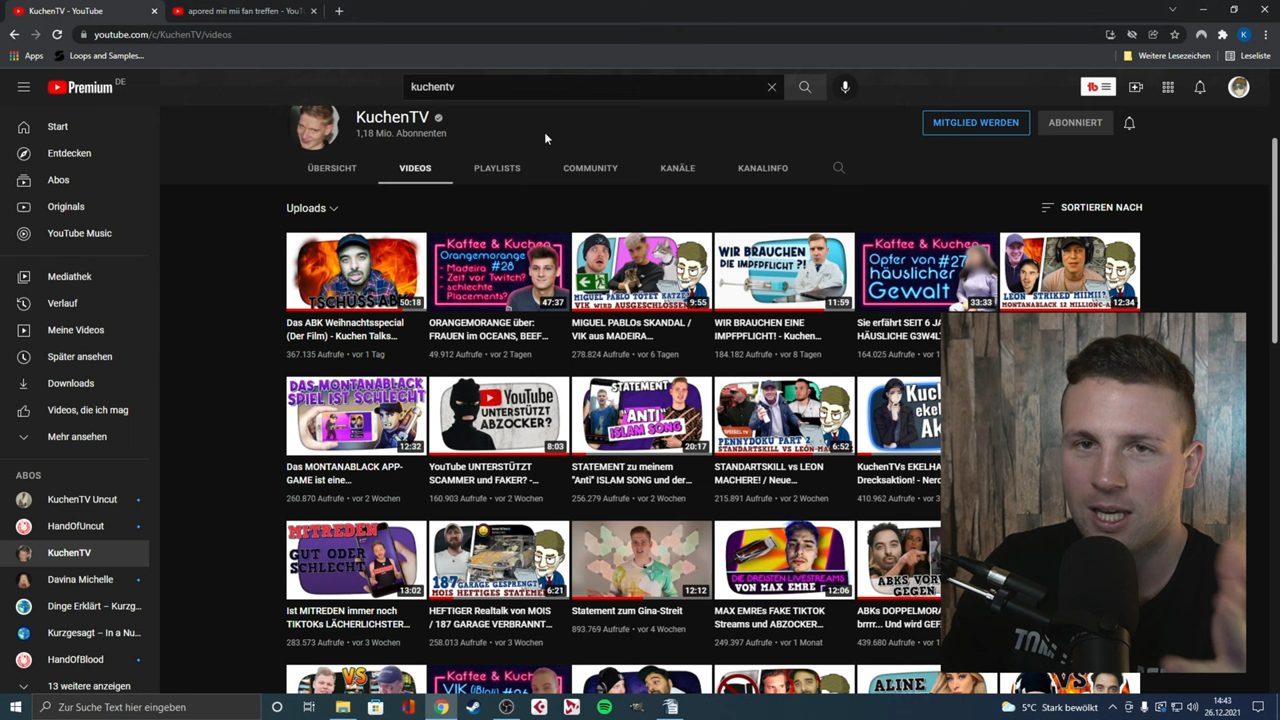 KuchenTV - YouTube
apored mii mii fan treffen - YouT
youtube.com/c/KuchenTV/videos
Apps
Loops and Samples...
Weitere Lesezeichen
Leseliste
Premium DE
kuchentv
Start
Entdecken
Abos
Originals
YouTube Music
Mediathek
Verlauf
Meine Videos
Später ansehen
Downloads
Videos, die ich mag
Mehr ansehen
ABOS
KuchenTV Uncut
HandOfUncut
KuchenTV
Davina Michelle
Dinge Erklärt – Kurzg...
Kurzgesagt – In a Nu...
HandOfBlood
13 weitere anzeigen
KuchenTV
1,18 Mio. Abonnenten
MITGLIED WERDEN
ABONNIERT
ÜBERSICHT
VIDEOS
PLAYLISTS
COMMUNITY
KANÄLE
KANALINFO
Uploads
SORTIEREN NACH
TSCHÜSS AB
50:18
Kaffee & Kuchen
Orangemorange #28
- Madeira
- Zeit vor Twitch?
- schlechte
Placements?
47:37
MIGUEL PABLO TÖTET KATZE
VIK WIRD AUSGESCHLOSSEN
9:55
WIR BRAUCHEN
DIE IMPFPFLICHT ?!
11:59
Kaffee & Kuchen
Opfer von #27
häuslicher
Gewalt
33:33
LEON STRIKED MIIMII?
12:34
Das ABK Weihnachtsspecial
(Der Film) - Kuchen Talks...
367.135 Aufrufe • vor 1 Tag
ORANGEMORANGE über:
FRAUEN im OCEANS, BEEF...
49.912 Aufrufe • vor 2 Tagen
MIGUEL PABLOs SKANDAL /
VIK aus MADEIRA...
278.824 Aufrufe • vor 6 Tagen
WIR BRAUCHEN EINE
IMPFPFLICHT! - Kuchen...
184.182 Aufrufe • vor 8 Tagen
Sie erfährt SEIT 6 JA
HÄUSLICHE G3W4LT
164.025 Aufrufe • vor
DAS MONTANABLACK
SPIEL IST SCHLECHT
12:32
YouTube
UNTERSTÜTZT
ABZOCKER?
8:03
STATEMENT
"ANTI"
ISLAM SONG
20:17
PENNYDOKU PART 2
STANDARTSKILL VS LEON
6:52
Das MONTANABLACK APP-
GAME ist eine...
260.870 Aufrufe • vor 2 Wochen
YouTube UNTERSTÜTZT
SCAMMER und FAKER? -...
160.903 Aufrufe • vor 2 Wochen
STATEMENT zu meinem
"Anti" ISLAM SONG und der...
256.279 Aufrufe • vor 2 Wochen
STANDARTSKILL vs LEON
MACHERE! / Neue...
215.891 Aufrufe • vor 2 Wochen
KuchenTVs EKELHA
Drecksaktion! - Nerd
410.962 Aufrufe • vor
MITREDEN
GUT ODER
SCHLECHT
13:02
187 GARAGE GESPRENGT
MOIS HEFTIGES STATEME
6:21
12:12
DIE DREISTEN LIVESTREAMS
VON MAX EMRE
12:06
ABKs VORW
GEGEN
Ist MITREDEN immer noch
TIKTOKs LÄCHERLICHSTER...
283.573 Aufrufe • vor 3 Wochen
HEFTIGER Realtalk von MOIS
/ 187 GARAGE VERBRANNT...
258.013 Aufrufe • vor 3 Wochen
Statement zum Gina-Streit
893.769 Aufrufe • vor 4 Wochen
MAX EMREs FAKE TIKTOK
Streams und ABZOCKER...
249.397 Aufrufe • vor 1 Monat
ABKs DOPPELMORA
brrrr... Und wird GEF
439.680 Aufrufe • vor
VS
Kaffee & Kuchen
ALINE
VS
Zur Suche Text hier eingeben
5°C Stark bewölkt
14:43
26.12.2021